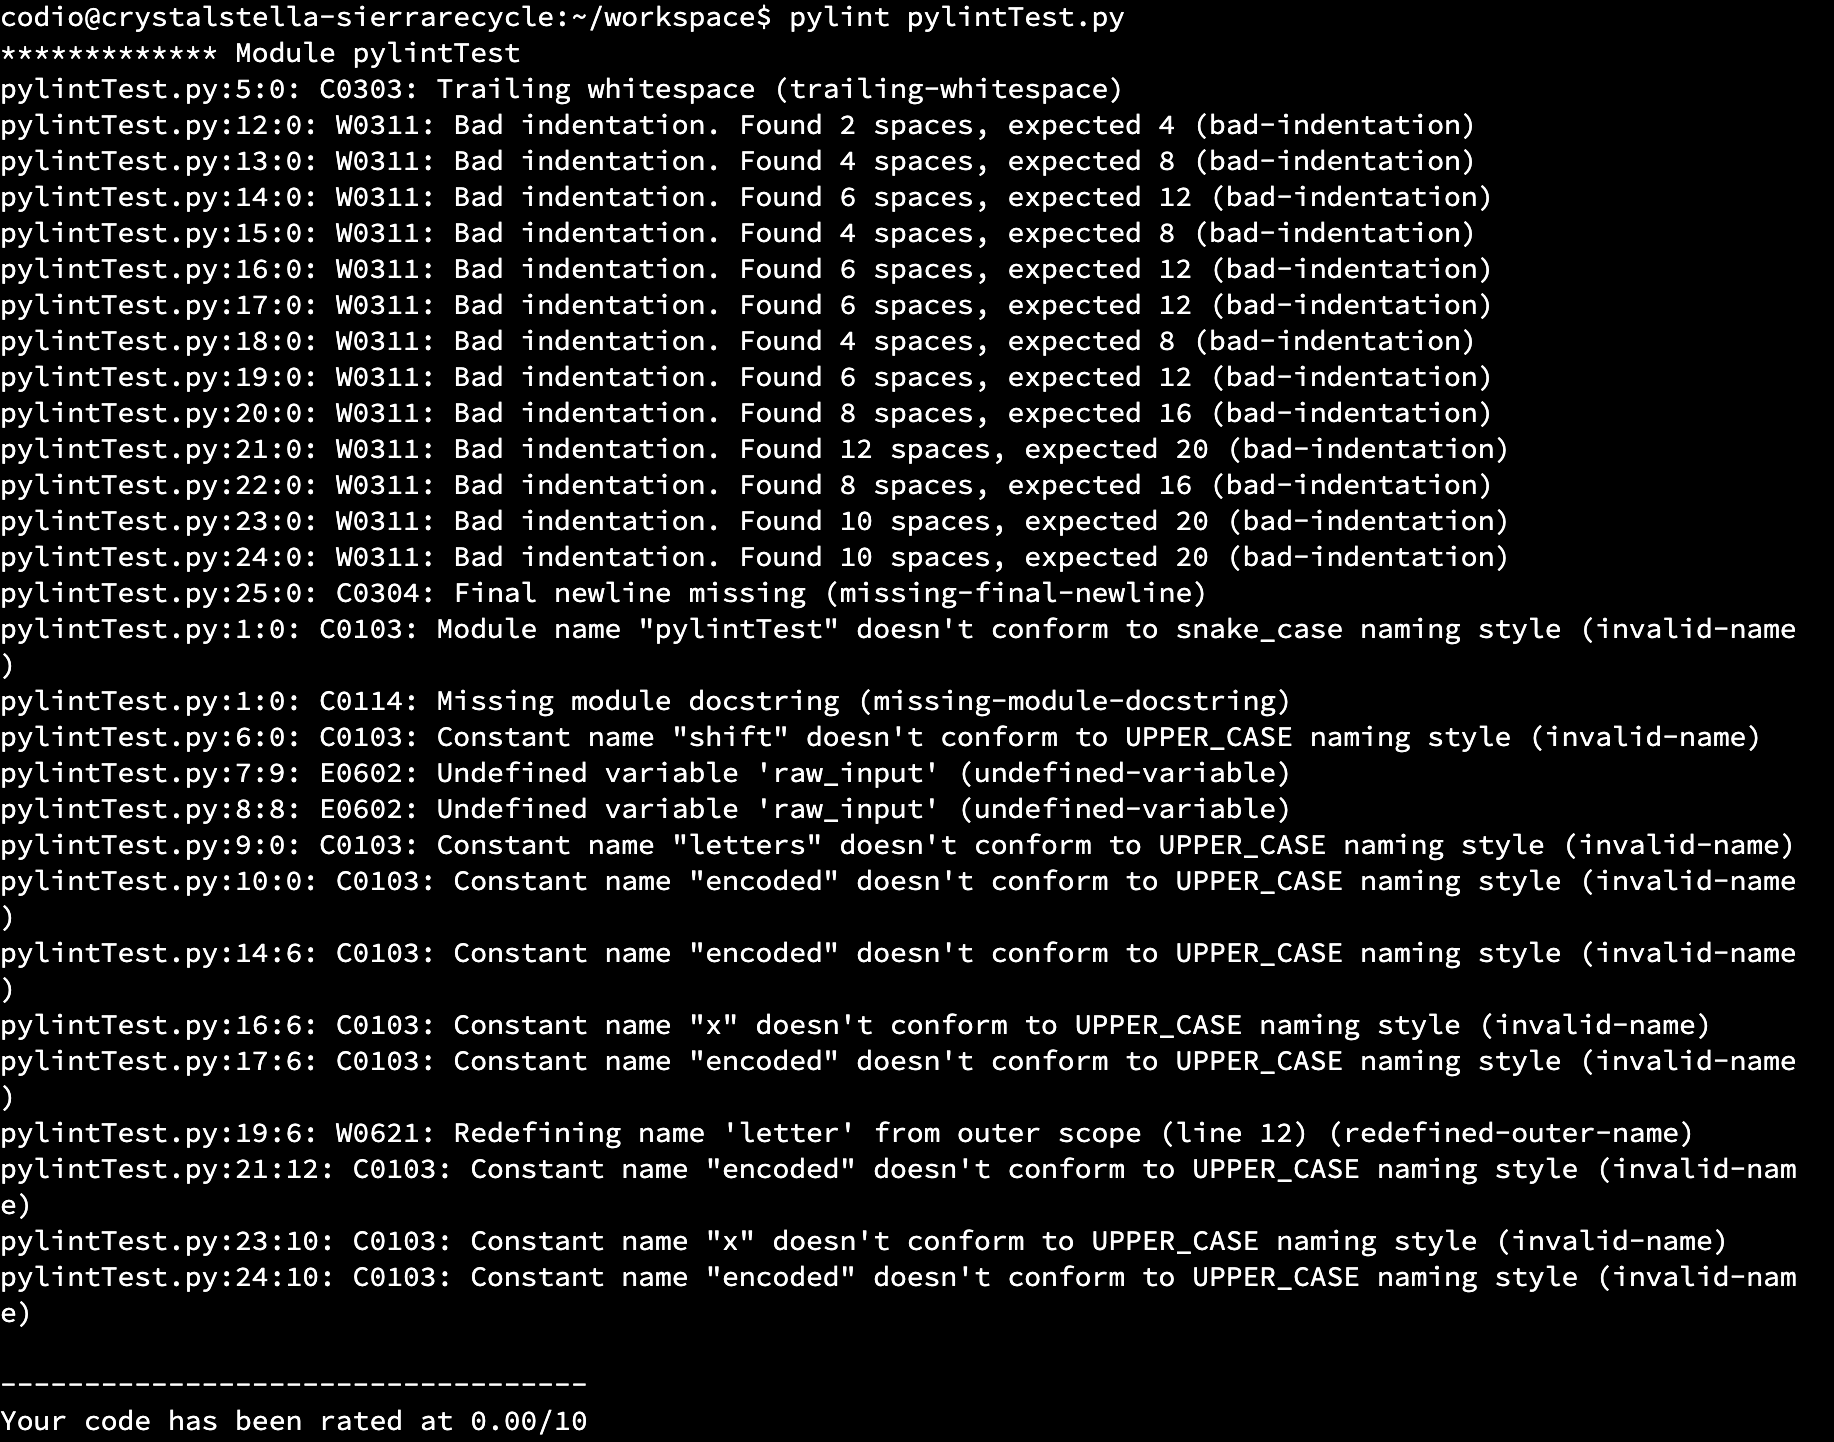 codio@crystalstella-sierrarecycle:~/workspace$ pylint pylintTest.py
************* Module pylintTest
pylintTest.py:5:0: C0303: Trailing whitespace (trailing-whitespace)
pylintTest.py:12:0: W0311: Bad indentation. Found 2 spaces, expected 4 (bad-indentation)
pylintTest.py:13:0: W0311: Bad indentation. Found 4 spaces, expected 8 (bad-indentation)
pylintTest.py:14:0: W0311: Bad indentation. Found 6 spaces, expected 12 (bad-indentation)
pylintTest.py:15:0: W0311: Bad indentation. Found 4 spaces, expected 8 (bad-indentation)
pylintTest.py:16:0: W0311: Bad indentation. Found 6 spaces, expected 12 (bad-indentation)
pylintTest.py:17:0: W0311: Bad indentation. Found 6 spaces, expected 12 (bad-indentation)
pylintTest.py:18:0: W0311: Bad indentation. Found 4 spaces, expected 8 (bad-indentation)
pylintTest.py:19:0: W0311: Bad indentation. Found 6 spaces, expected 12 (bad-indentation)
pylintTest.py:20:0: W0311: Bad indentation. Found 8 spaces, expected 16 (bad-indentation)
pylintTest.py:21:0: W0311: Bad indentation. Found 12 spaces, expected 20 (bad-indentation)
pylintTest.py:22:0: W0311: Bad indentation. Found 8 spaces, expected 16 (bad-indentation)
pylintTest.py:23:0: W0311: Bad indentation. Found 10 spaces, expected 20 (bad-indentation)
pylintTest.py:24:0: W0311: Bad indentation. Found 10 spaces, expected 20 (bad-indentation)
pylintTest.py:25:0: C0304: Final newline missing (missing-final-newline)
pylintTest.py:1:0: C0103: Module name "pylintTest" doesn't conform to snake_case naming style (invalid-name
)
pylintTest.py:1:0: C0114: Missing module docstring (missing-module-docstring)
pylintTest.py:6:0: C0103: Constant name "shift" doesn't conform to UPPER_CASE naming style (invalid-name)
pylintTest.py:7:9: E0602: Undefined variable 'raw_input' (undefined-variable)
pylintTest.py:8:8: E0602: Undefined variable 'raw_input' (undefined-variable)
pylintTest.py:9:0: C0103: Constant name "letters" doesn't conform to UPPER_CASE naming style (invalid-name)
pylintTest.py:10:0: C0103: Constant name "encoded" doesn't conform to UPPER_CASE naming style (invalid-name
)
pylintTest.py:14:6: C0103: Constant name "encoded" doesn't conform to UPPER_CASE naming style (invalid-name
)
pylintTest.py:16:6: C0103: Constant name "x" doesn't conform to UPPER_CASE naming style (invalid-name)
pylintTest.py:17:6: C0103: Constant name "encoded" doesn't conform to UPPER_CASE naming style (invalid-name
)
pylintTest.py:19:6: W0621: Redefining name 'letter' from outer scope (line 12) (redefined-outer-name)
pylintTest.py:21:12: C0103: Constant name "encoded" doesn't conform to UPPER_CASE naming style (invalid-nam
e)
pylintTest.py:23:10: C0103: Constant name "x" doesn't conform to UPPER_CASE naming style (invalid-name)
pylintTest.py:24:10: C0103: Constant name "encoded" doesn't conform to UPPER_CASE naming style (invalid-nam
e)
-----------------------------------
Your code has been rated at 0.00/10